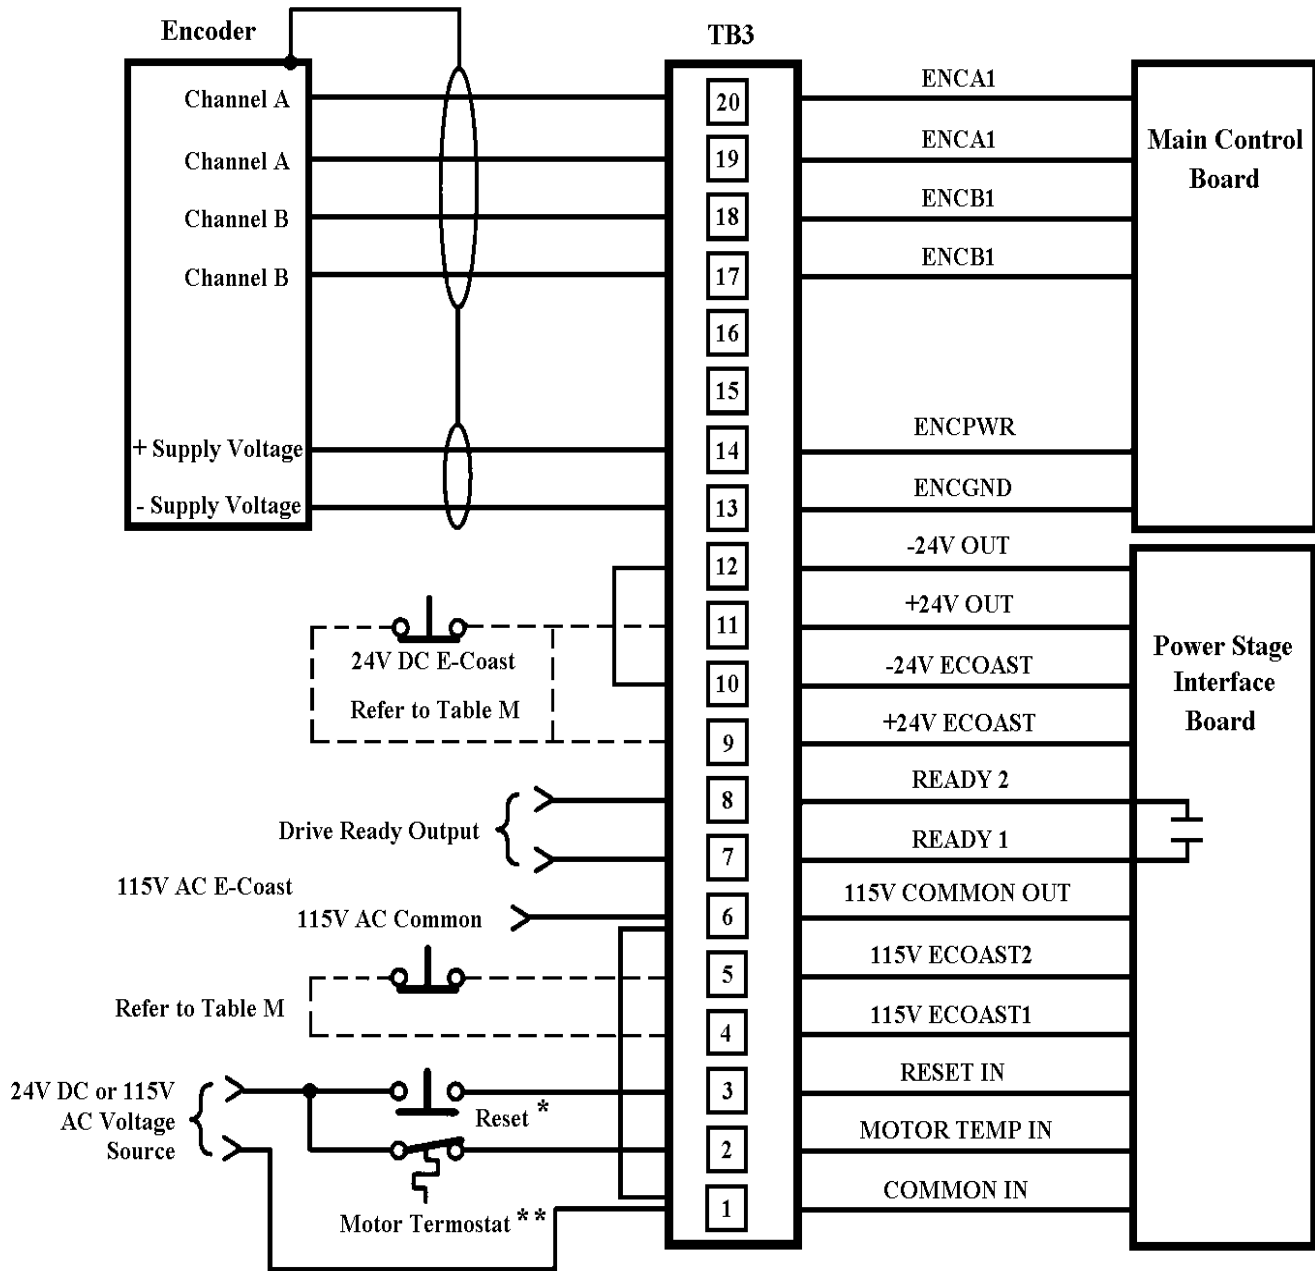 Encoder
TB3
Channel A
20
ENCA1
Main Control
Board
Channel A
19
ENCA1
Channel B
18
ENCB1
Channel B
17
ENCB1
16
15
+ Supply Voltage
14
ENCPWR
- Supply Voltage
13
ENCGND
12
-24V OUT
11
+24V OUT
24V DC E-Coast
Refer to Table M
10
-24V ECOAST
9
+24V ECOAST
Power Stage
Interface
Board
Drive Ready Output
8
READY 2
7
READY 1
115V AC E-Coast
115V AC Common
6
115V COMMON OUT
5
115V ECOAST2
Refer to Table M
4
115V ECOAST1
24V DC or 115V
AC Voltage
Source
Reset *
3
RESET IN
2
MOTOR TEMP IN
Motor Termostat **
1
COMMON IN